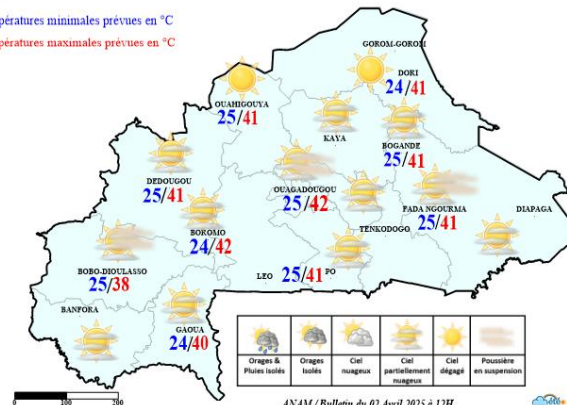 pératures minimales prévues en °C
pératures maximales prévues en °C
GOROM-GOROM
DORI
24/41
OUAHIGOUYA
25/41
KAYA
BOGANDE
25/41
DEDOUGOU
25/41
OUAGADOUGOU
25/42
FADA NGOURMA
25/41
DIAPAGA
BOROMO
24/42
TENKODOGO
BOBO-DIOULASSO
25/38
LEO
25/41
PO
BANFORA
GAOUA
24/40
Orages & Pluies isolés
Orages Isolés
Ciel nuageux
Ciel partiellement nuageux
Ciel dégagé
Poussière en suspension
0 100 200
ANAM / Bulletin du 02 Avril 2025 à 12H